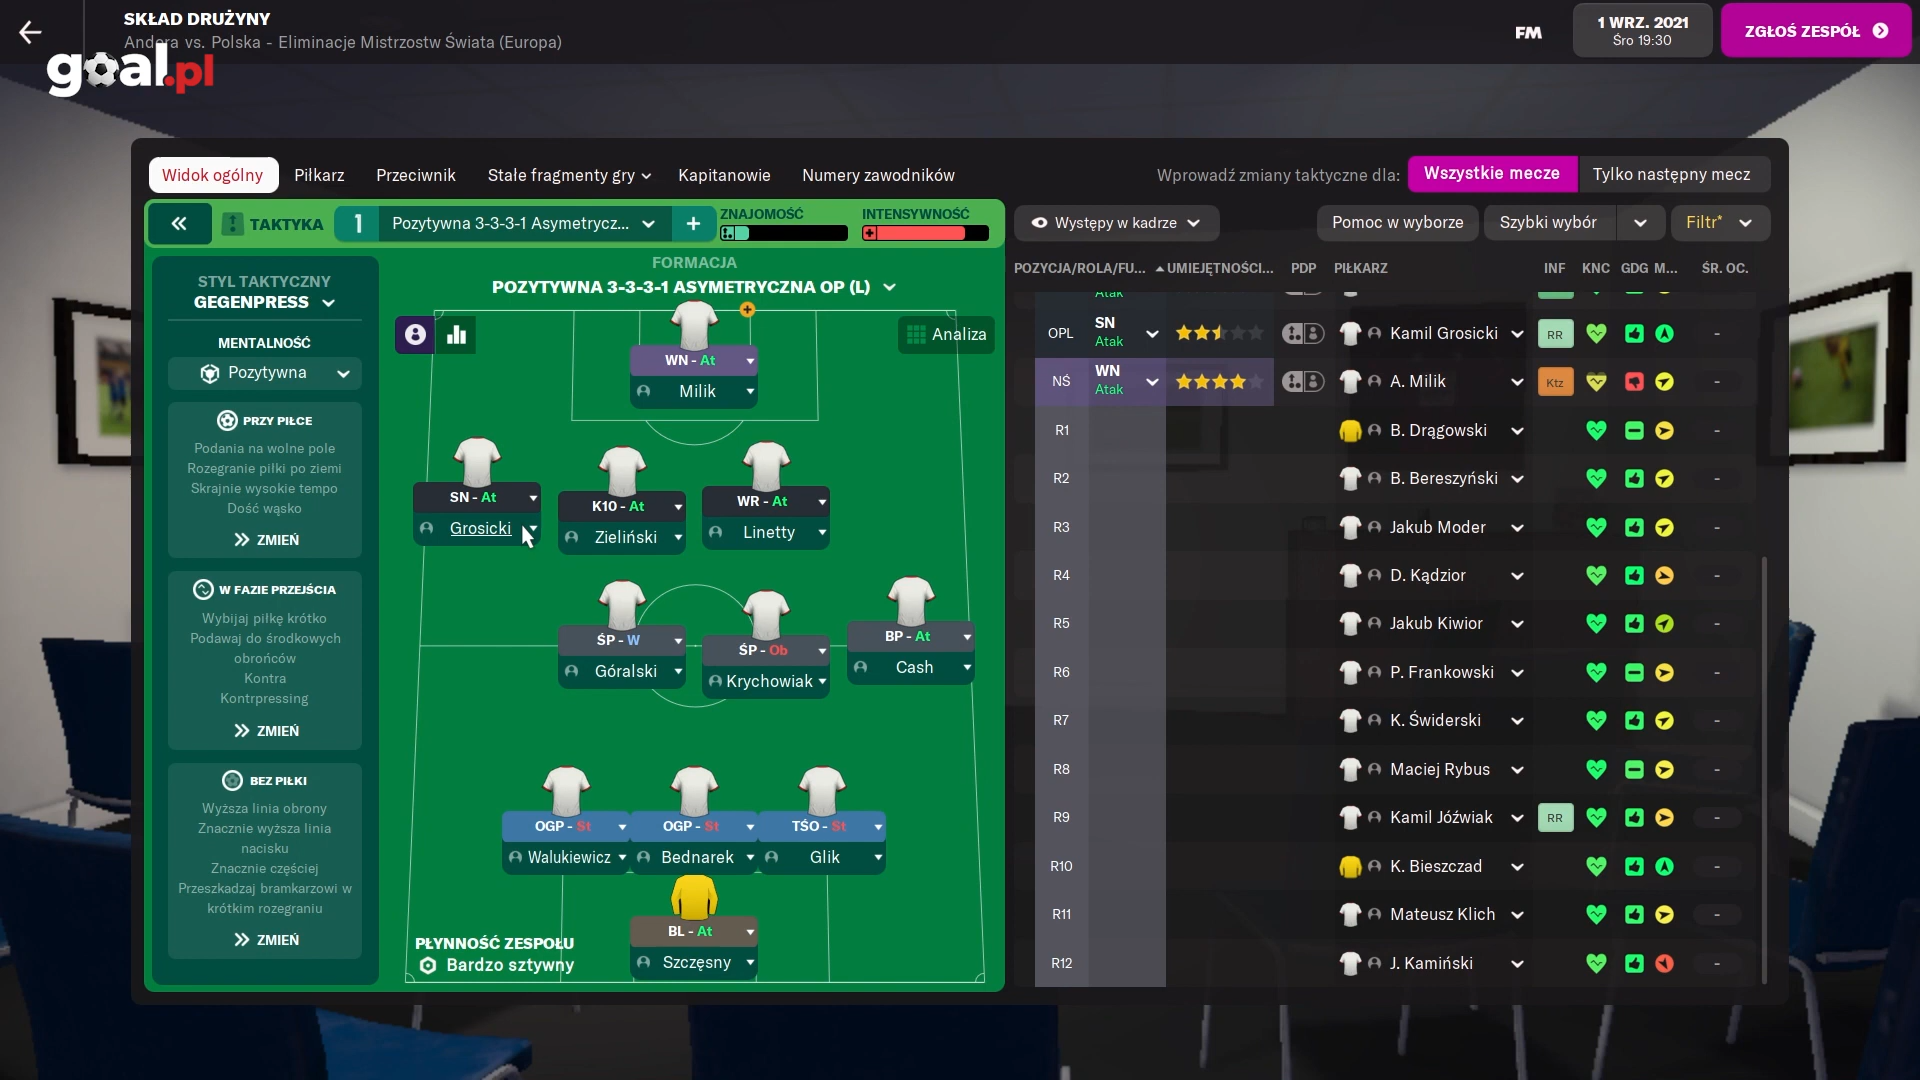 SKŁAD DRUŻYNY
Andora vs. Polska - Eliminacje Mistrzostw Świata (Europa)
goal.pl
FM
1 WRZ. 2021
Śro 19:30
ZGŁOŚ ZESPÓŁ
Widok ogólny
Piłkarz
Przeciwnik
Stałe fragmenty gry
Kapitanowie
Numery zawodników
Wprowadź zmiany taktyczne dla:
Wszystkie mecze
Tylko następny mecz
TAKTYKA
1
Pozytywna 3-3-3-1 Asymetrycz...
ZNAJOMOŚĆ
INTENSYWNOŚĆ
Występy w kadrze
Pomoc w wyborze
Szybki wybór
Filtr*
STYL TAKTYCZNY
GEGENPRESS
MENTALNOŚĆ
Pozytywna
PRZY PIŁCE
Podania na wolne pole
Rozegranie piłki po ziemi
Skrajnie wysokie tempo
Dość wąsko
ZMIEŃ
W FAZIE PRZEJŚCIA
Wybijaj piłkę krótko
Podawaj do środkowych
obrońców
Kontra
Kontrpressing
ZMIEŃ
BEZ PIŁKI
Wyższa linia obrony
Znacznie wyższa linia
nacisku
Znacznie częściej
Przeszkadzaj bramkarzowi w
krótkim rozegraniu
ZMIEŃ
FORMACJA
POZYTYWNA 3-3-3-1 ASYMETRYCZNA OP (L)
Analiza
WN - At
Milik
SN - At
Grosicki
K10 - At
Zieliński
WR - At
Linetty
ŚP - W
Góralski
ŚP - Ob
Krychowiak
BP - At
Cash
OGP - St
Walukiewicz
OGP - St
Bednarek
TŚO - St
Glik
BL - At
Szczęsny
PŁYNNOŚĆ ZESPOŁU
Bardzo sztywny
POZYCJA/ROLA/FU...
UMIEJĘTNOŚCI...
PDP
PIŁKARZ
INF
KNC
GDG
M...
ŚR. OC.
Atak
OPL SN Atak Kamil Grosicki RR -
NŚ WN Atak A. Milik Ktz -
R1 B. Drągowski -
R2 B. Bereszyński -
R3 Jakub Moder -
R4 D. Kądzior -
R5 Jakub Kiwior -
R6 P. Frankowski -
R7 K. Świderski -
R8 Maciej Rybus -
R9 Kamil Jóźwiak RR -
R10 K. Bieszczad -
R11 Mateusz Klich -
R12 J. Kamiński -